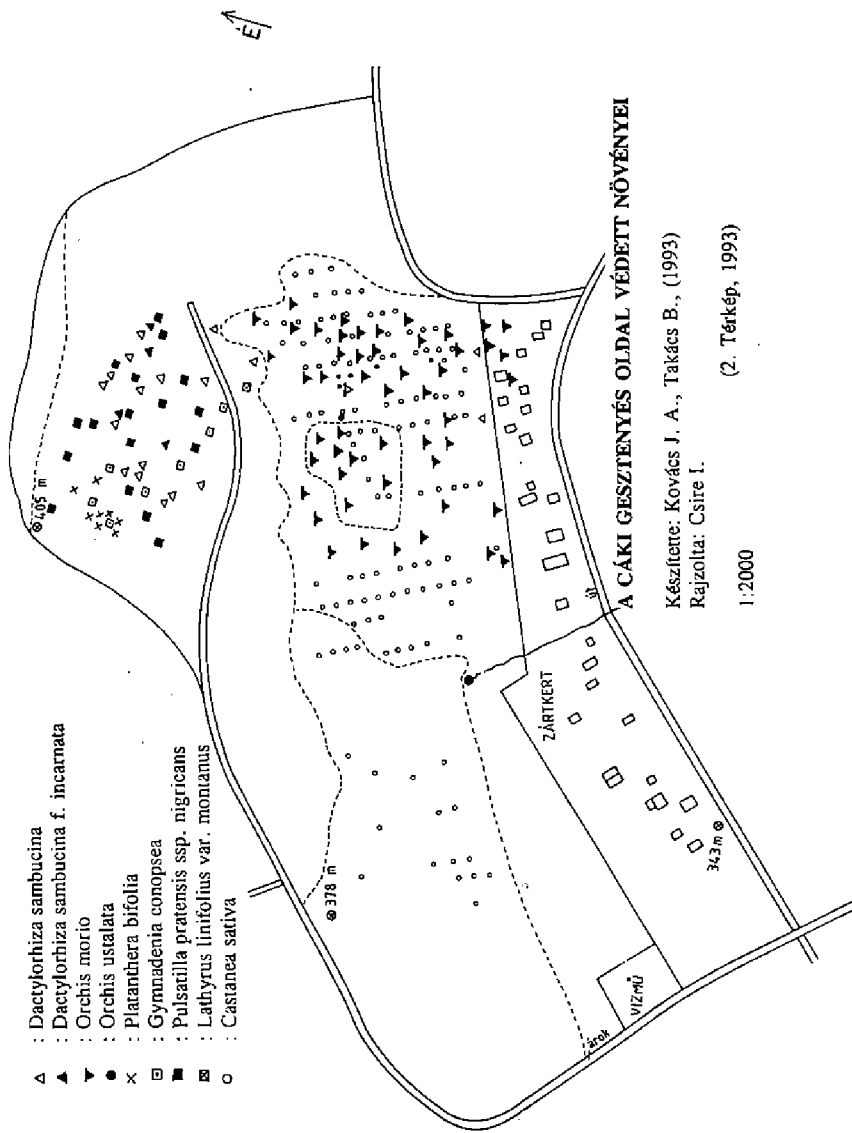 : Dactylorhiza sambucina
: Dactylorhiza sambucina f. incarnata
: Orchis morio
: Orchis ustalata
: Platanthera bifolia
: Gymnadenia conopsea
: Pulsatilla pratensis ssp. nigricans
: Lathyrus linifolius var. montanus
: Castanea sativa
É
405 m
378 m
343 m
ZÁRTKERT
VIZMŰ
árok
út
A CÁKI GESZTENYÉS OLDAL VÉDETT NÖVÉNYEI
Készítette: Kovács J. A., Takács B., (1993)
Rajzolta: Csire I.
(2. Térkép, 1993)
1:2000